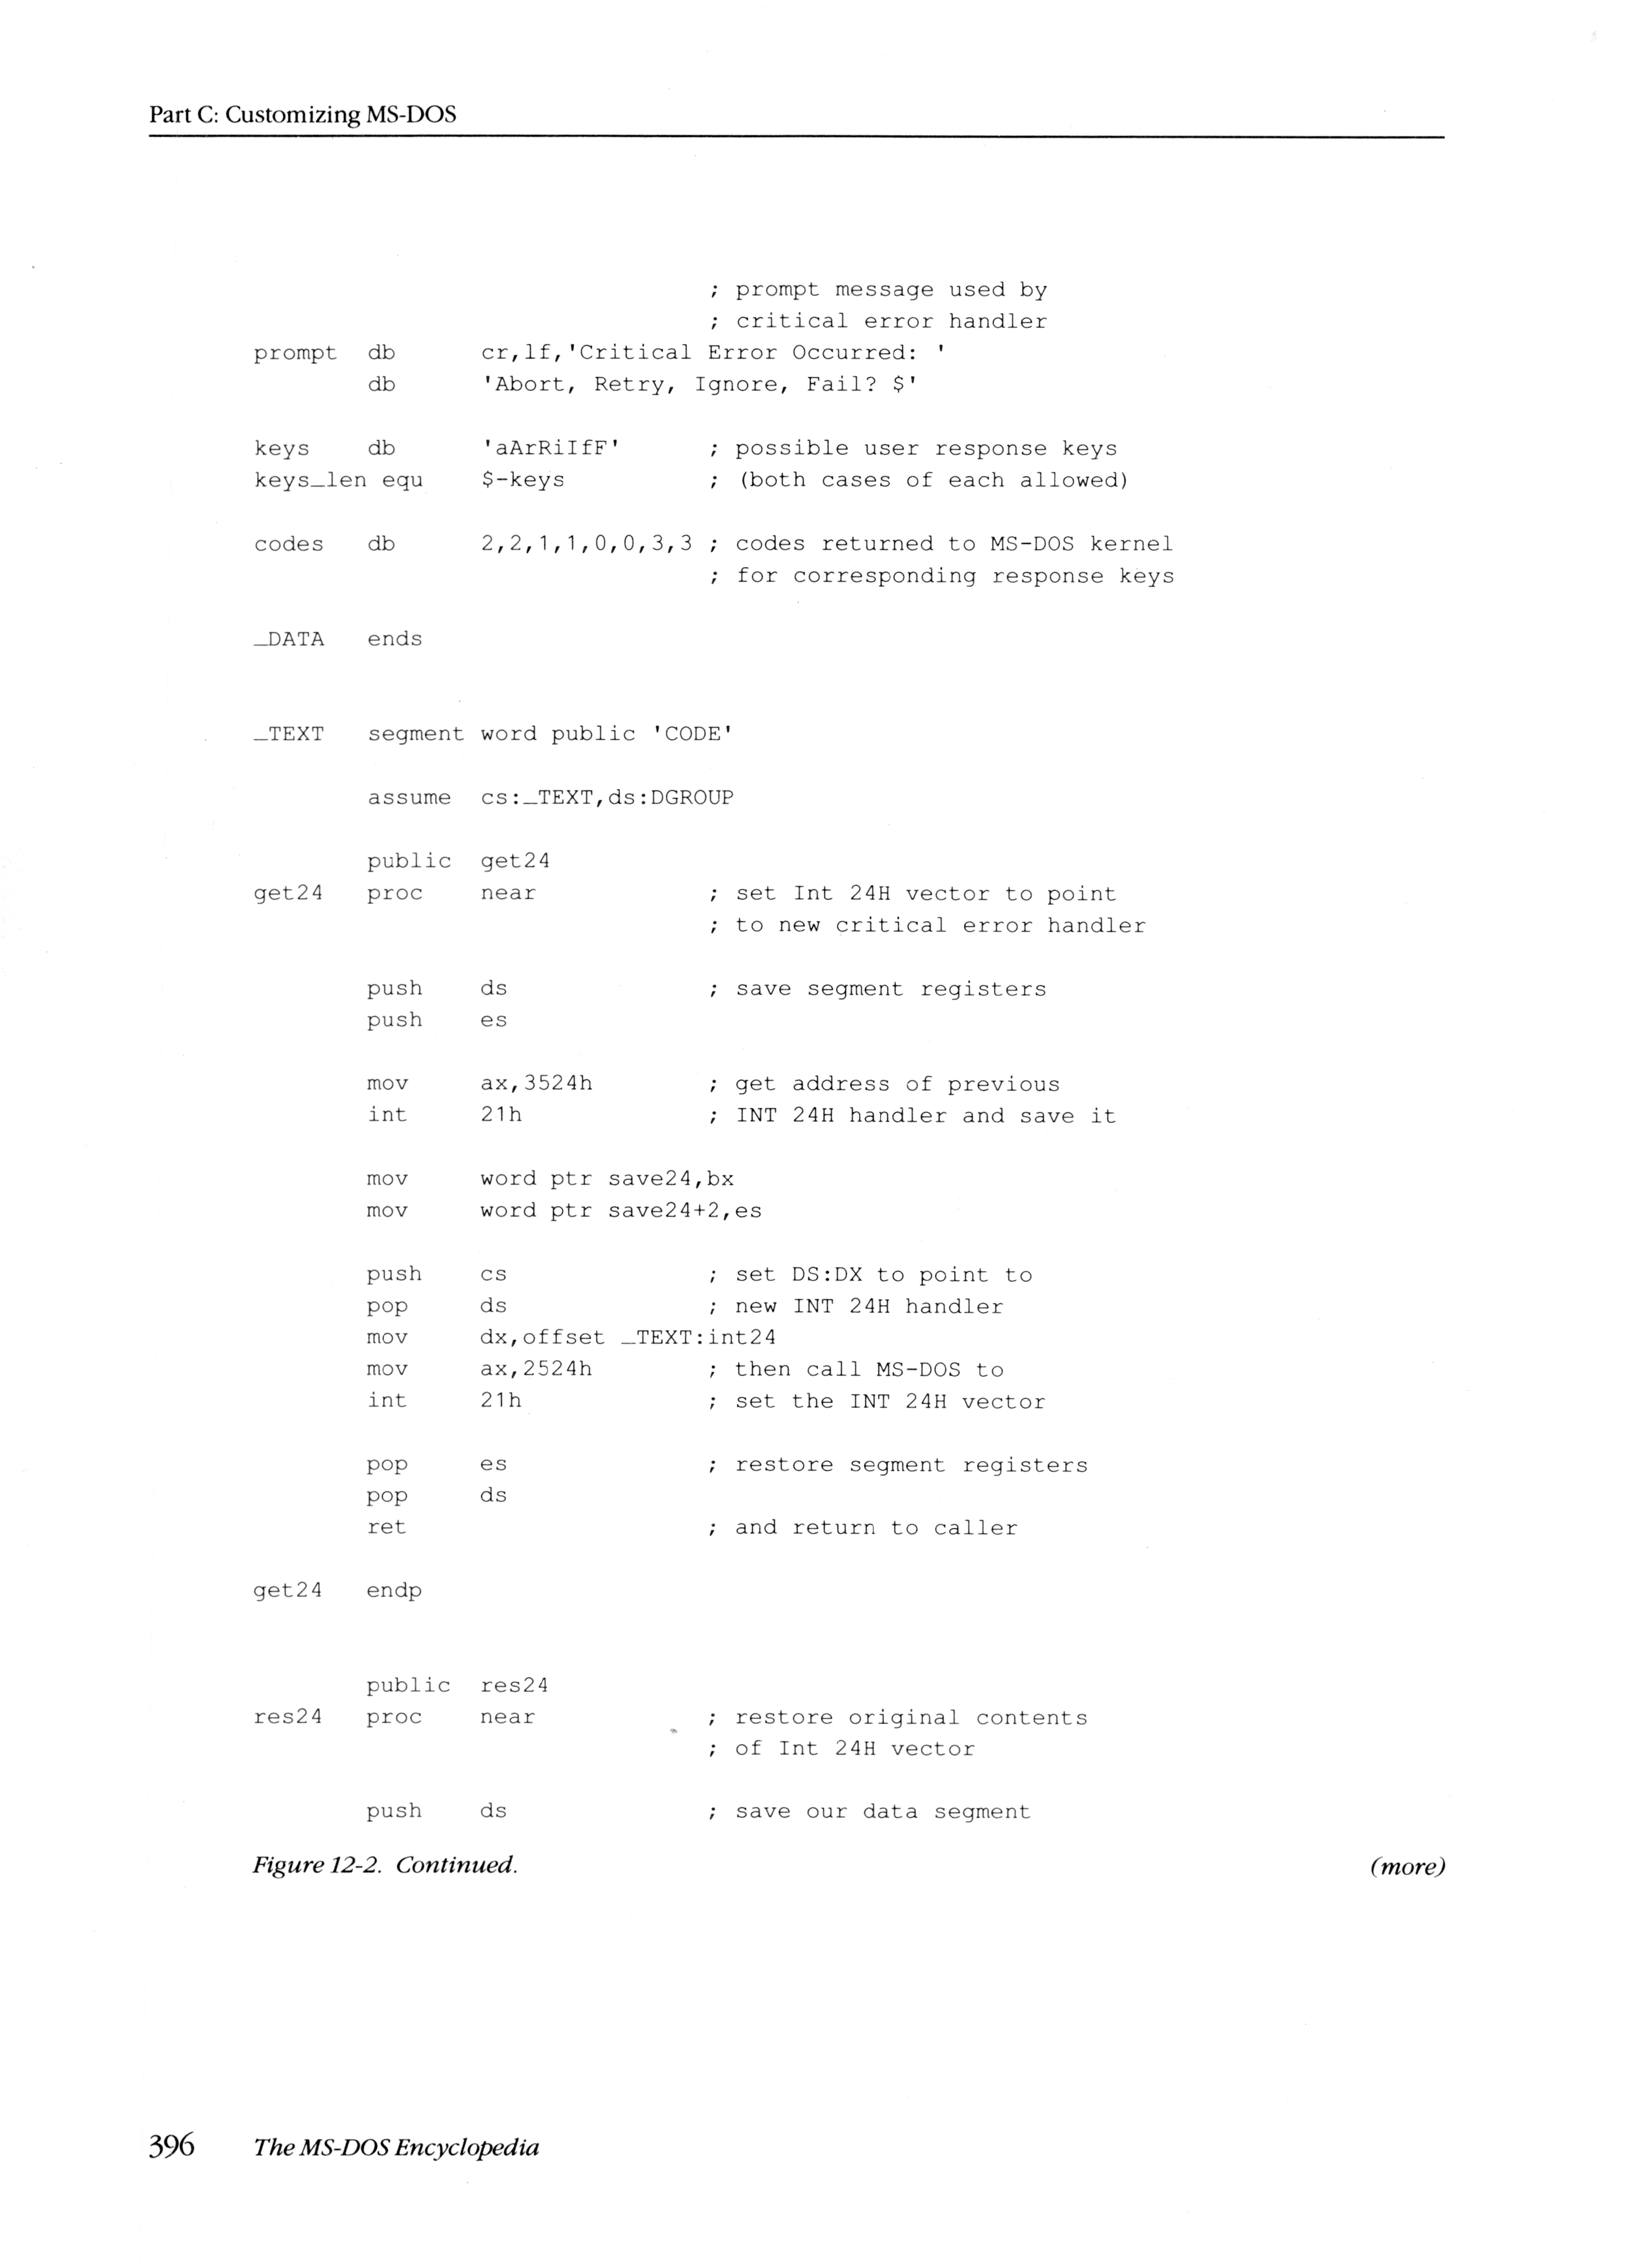 Part C: Customizing MS-DOS
; prompt message used by
; critical error handler
prompt db cr,lf,'Critical Error Occurred: '
db 'Abort, Retry, Ignore, Fail? $'
keys db 'aArRiIfF' ; possible user response keys
keys_len equ $-keys ; (both cases of each allowed)
codes db 2,2,1,1,0,0,3,3 ; codes returned to MS-DOS kernel
; for corresponding response keys
_DATA ends
_TEXT segment word public 'CODE'
assume cs:_TEXT,ds:DGROUP
public get24
get24 proc near ; set Int 24H vector to point
; to new critical error handler
push ds ; save segment registers
push es
mov ax,3524h ; get address of previous
int 21h ; INT 24H handler and save it
mov word ptr save24,bx
mov word ptr save24+2,es
push cs ; set DS:DX to point to
pop ds ; new INT 24H handler
mov dx,offset _TEXT:int24
mov ax,2524h ; then call MS-DOS to
int 21h ; set the INT 24H vector
pop es ; restore segment registers
pop ds
ret ; and return to caller
get24 endp
public res24
res24 proc near ; restore original contents
; of Int 24H vector
push ds ; save our data segment
Figure 12-2. Continued. (more)
396 The MS-DOS Encyclopedia